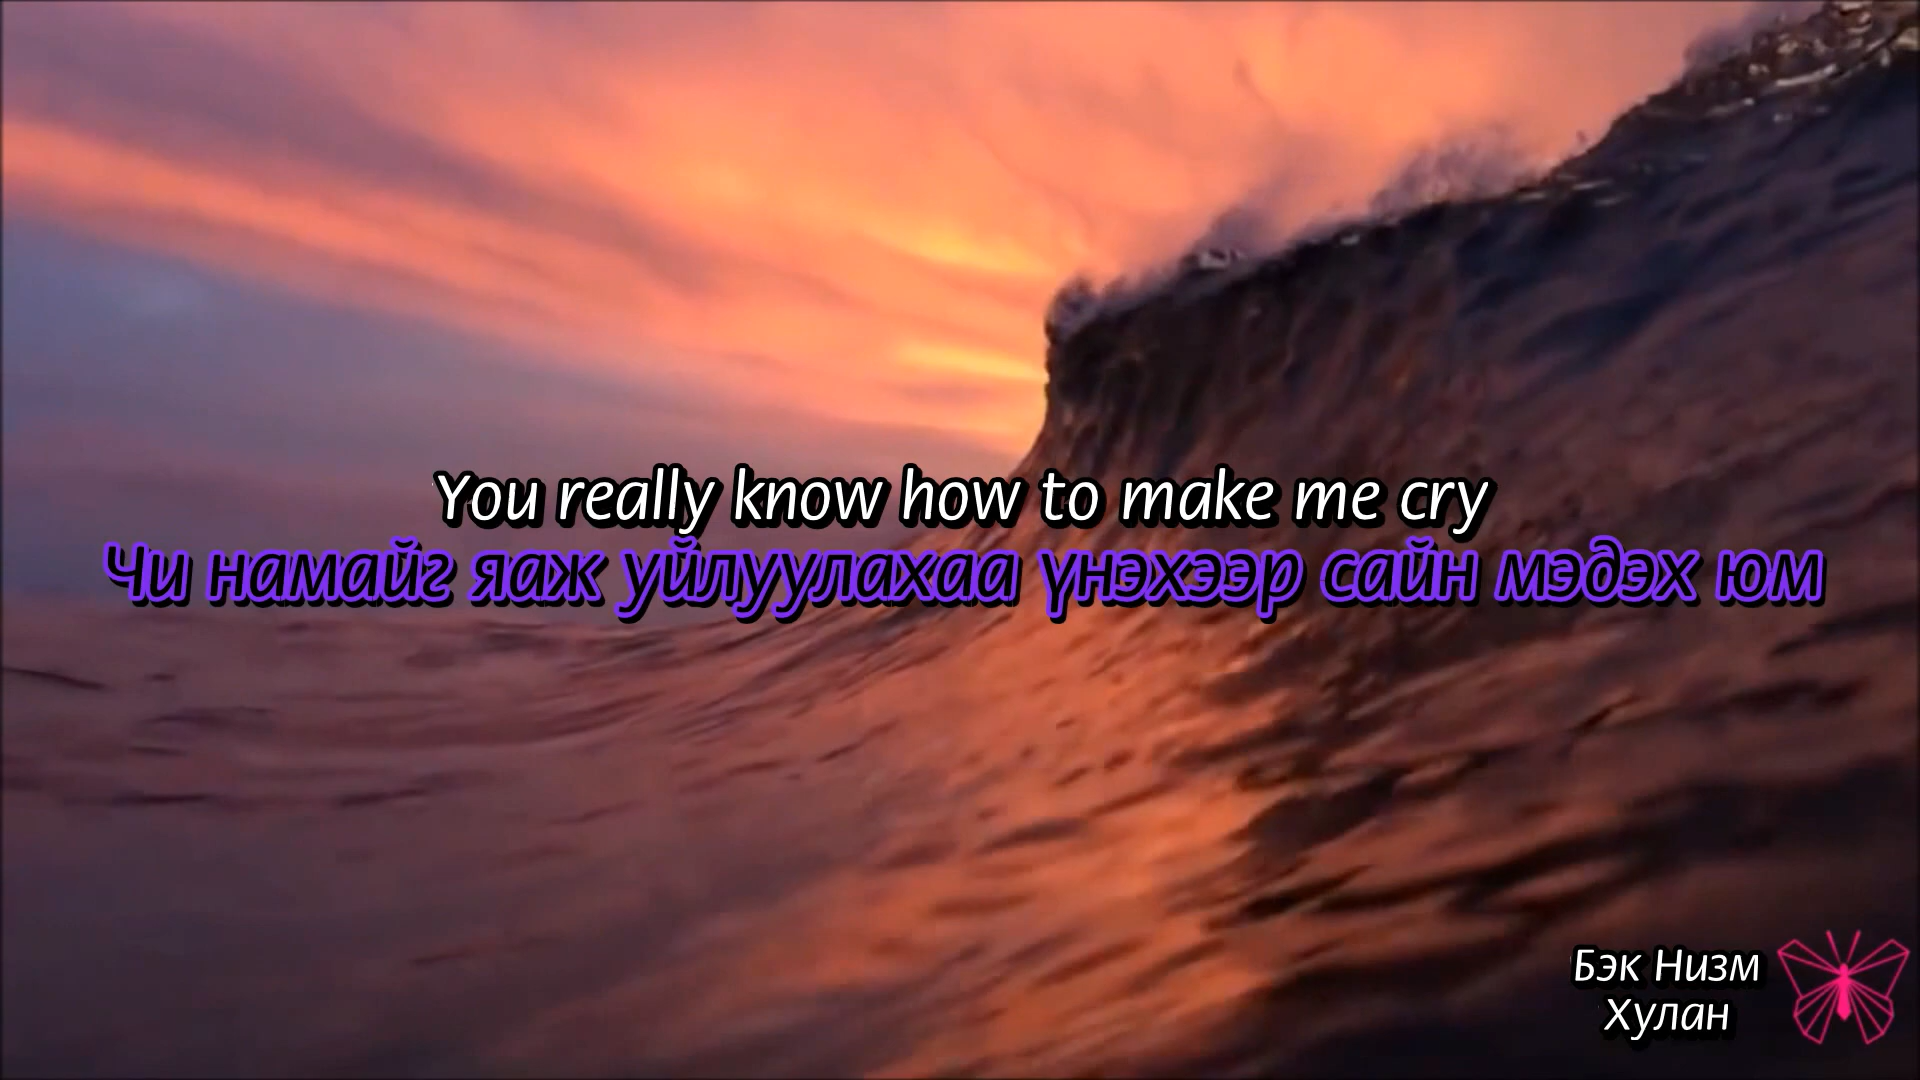 You really know how to make me cry
Чи намайг яаж уйлуулахаа үнэхээр сайн мэдэх юм
Бэк Низм
Хулан